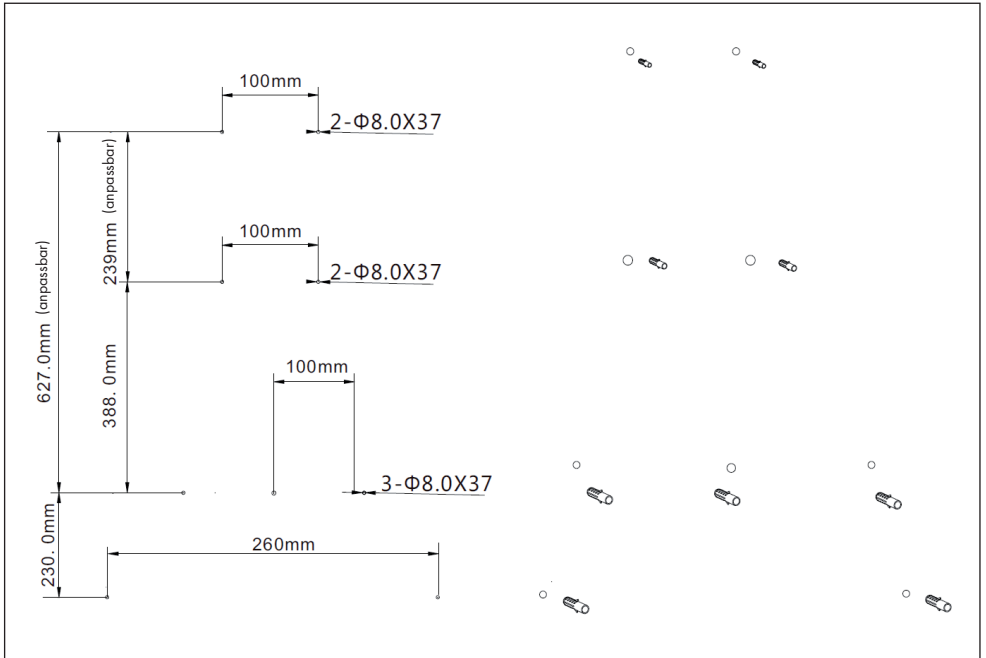 100mm
2-Φ8.0X37
239mm (anpassbar)
100mm
2-Φ8.0X37
627.0mm (anpassbar)
388. 0mm
100mm
3-Φ8.0X37
230. 0mm
260mm